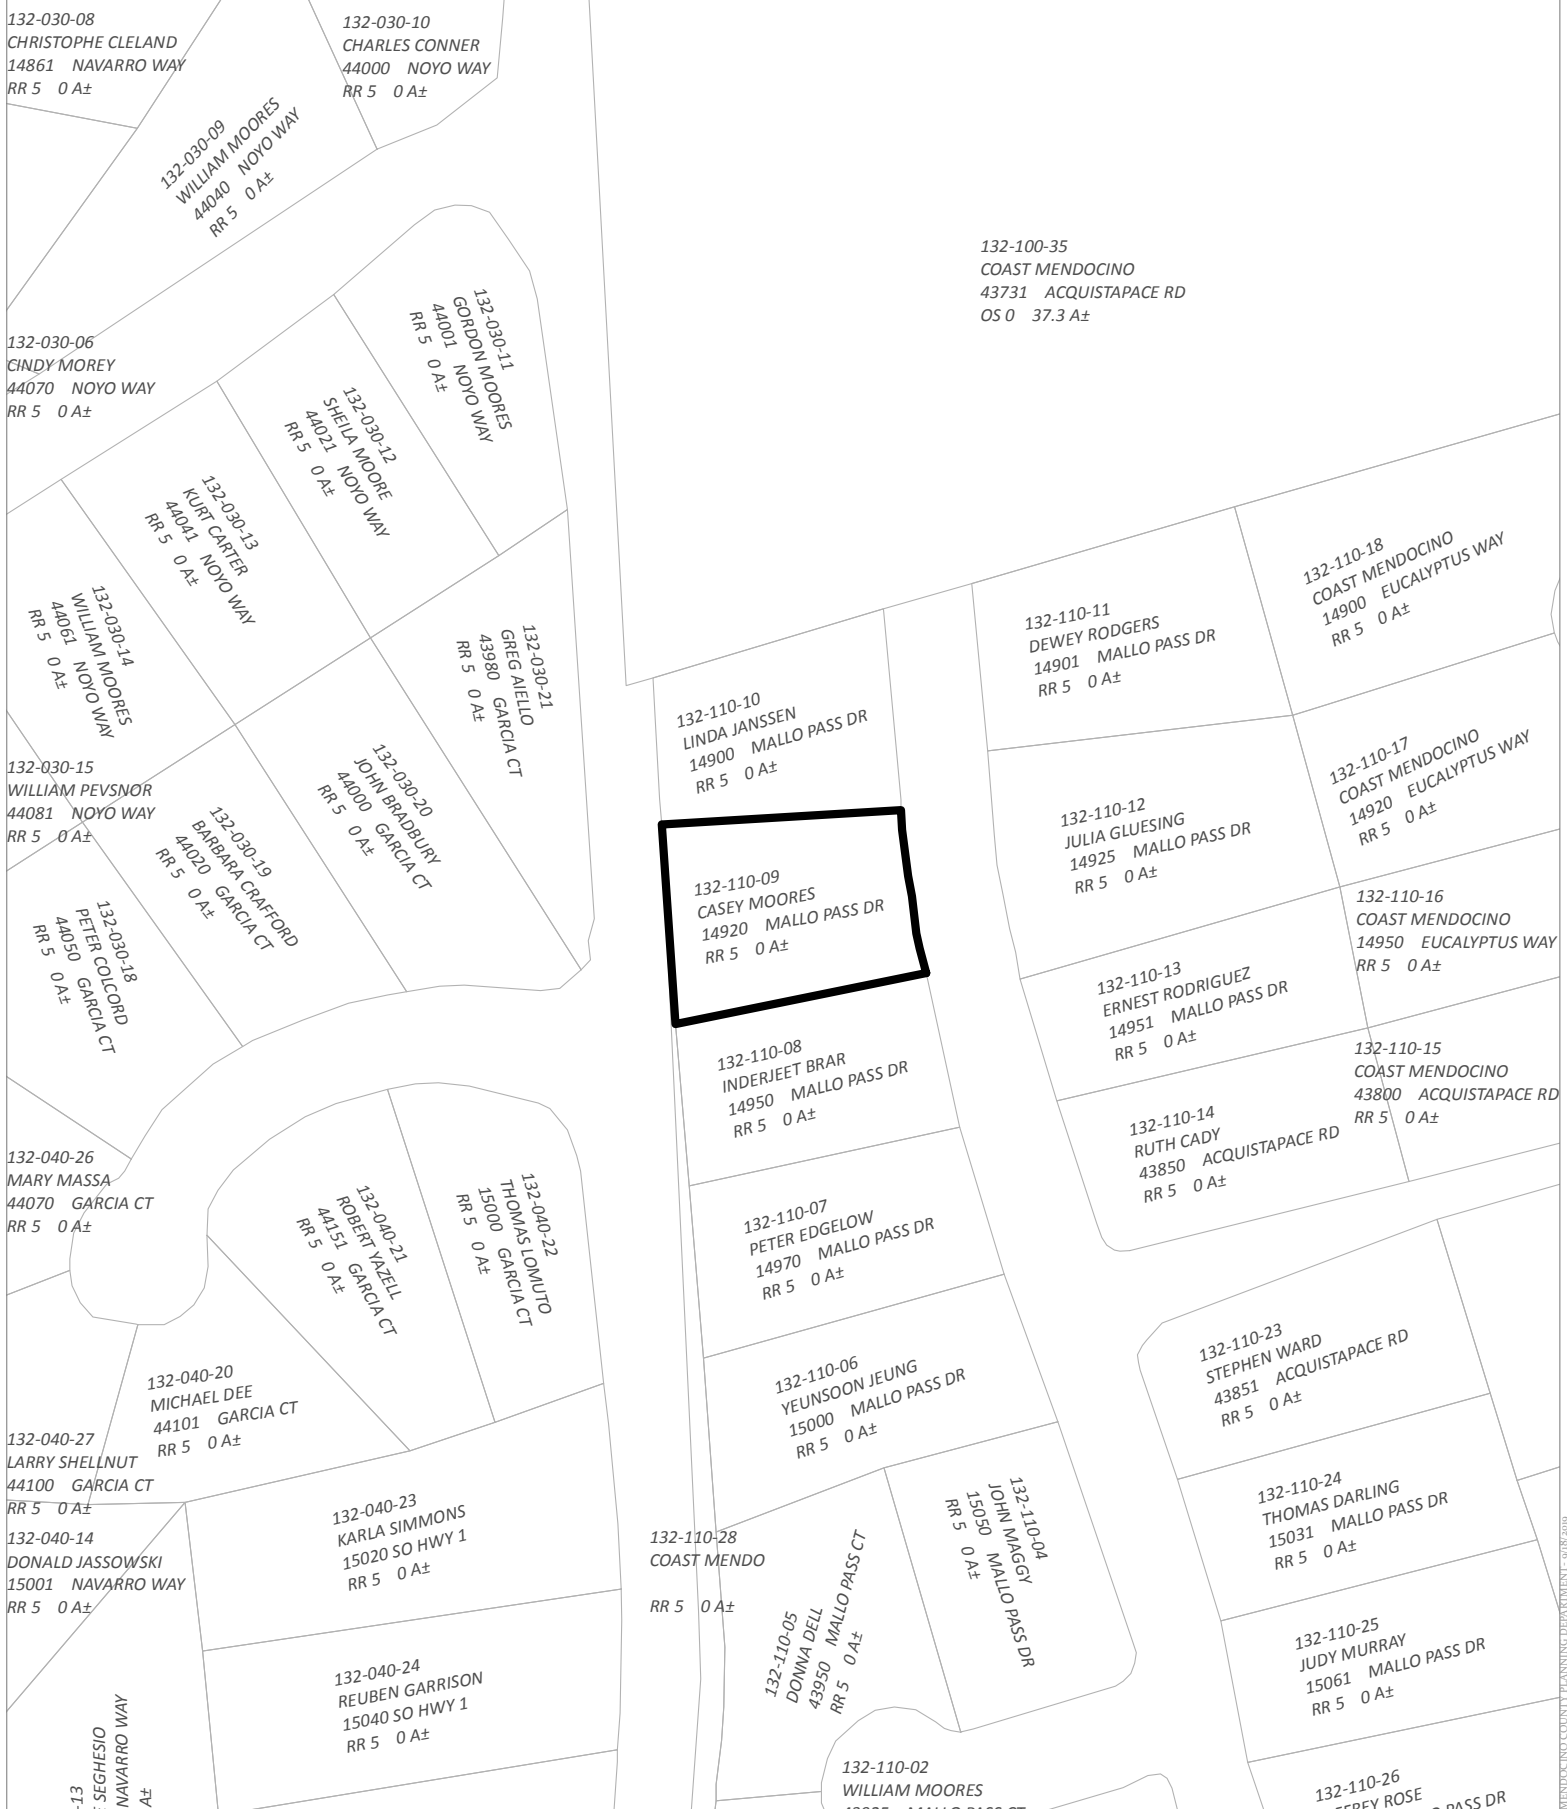 132-030-08
CHRISTOPHE CLELAND
14861 NAVARRO WAY
RR 5 0 A±
132-030-10
CHARLES CONNER
44000 NOYO WAY
RR 5 0 A±
132-030-09
WILLIAM MOORES
44040 NOYO WAY
RR 5 0 A±
132-100-35
COAST MENDOCINO
43731 ACQUISTAPACE RD
OS 0 37.3 A±
132-030-06
CINDY MOREY
44070 NOYO WAY
RR 5 0 A±
132-030-11
GORDON MOORES
44001 NOYO WAY
RR 5 0 A±
132-030-12
SHEILA MOORE
44021 NOYO WAY
RR 5 0 A±
132-030-13
KURT CARTER
44041 NOYO WAY
RR 5 0 A±
132-030-14
WILLIAM MOORES
44061 NOYO WAY
RR 5 0 A±
132-030-21
GREG AIELLO
43980 GARCIA CT
RR 5 0 A±
132-110-18
COAST MENDOCINO
14900 EUCALYPTUS WAY
RR 5 0 A±
132-110-11
DEWEY RODGERS
14901 MALLO PASS DR
RR 5 0 A±
132-110-10
LINDA JANSSEN
14900 MALLO PASS DR
RR 5 0 A±
132-110-17
COAST MENDOCINO
14920 EUCALYPTUS WAY
RR 5 0 A±
132-030-15
WILLIAM PEVSNOR
44081 NOYO WAY
RR 5 0 A±
132-030-20
JOHN BRADBURY
44000 GARCIA CT
RR 5 0 A±
132-030-19
BARBARA CRAFFORD
44020 GARCIA CT
RR 5 0 A±
132-110-12
JULIA GLUESING
14925 MALLO PASS DR
RR 5 0 A±
132-110-09
CASEY MOORES
14920 MALLO PASS DR
RR 5 0 A±
132-110-16
COAST MENDOCINO
14950 EUCALYPTUS WAY
RR 5 0 A±
132-030-18
PETER COLCORD
44050 GARCIA CT
RR 5 0 A±
132-110-13
ERNEST RODRIGUEZ
14951 MALLO PASS DR
RR 5 0 A±
132-110-08
INDERJEET BRAR
14950 MALLO PASS DR
RR 5 0 A±
132-110-15
COAST MENDOCINO
43800 ACQUISTAPACE RD
RR 5 0 A±
132-110-14
RUTH CADY
43850 ACQUISTAPACE RD
RR 5 0 A±
132-040-26
MARY MASSA
44070 GARCIA CT
RR 5 0 A±
132-040-21
ROBERT YAZELL
44151 GARCIA CT
RR 5 0 A±
132-040-22
THOMAS LOMUTO
15000 GARCIA CT
RR 5 0 A±
132-110-07
PETER EDGELOW
14970 MALLO PASS DR
RR 5 0 A±
132-110-23
STEPHEN WARD
43851 ACQUISTAPACE RD
RR 5 0 A±
132-110-06
YEUNSOON JEUNG
15000 MALLO PASS DR
RR 5 0 A±
132-040-20
MICHAEL DEE
44101 GARCIA CT
RR 5 0 A±
132-040-27
LARRY SHELLNUT
44100 GARCIA CT
RR 5 0 A±
132-040-14
DONALD JASSOWSKI
15001 NAVARRO WAY
RR 5 0 A±
132-040-23
KARLA SIMMONS
15020 SO HWY 1
RR 5 0 A±
132-110-28
COAST MENDO
RR 5 0 A±
132-110-04
JOHN MAGGY
15050 MALLO PASS DR
RR 5 0 A±
132-110-24
THOMAS DARLING
15031 MALLO PASS DR
RR 5 0 A±
132-110-05
DONNA DELL
43950 MALLO PASS CT
RR 5 0 A±
132-110-25
JUDY MURRAY
15061 MALLO PASS DR
RR 5 0 A±
132-040-24
REUBEN GARRISON
15040 SO HWY 1
RR 5 0 A±
-13
SEGHESIO
NAVARRO WAY
A±
132-110-02
WILLIAM MOORES
MALLO PASS CT
132-110-26
ROSE
PASS DR
MENDOCINO COUNTY PLANNING DEPARTMENT-